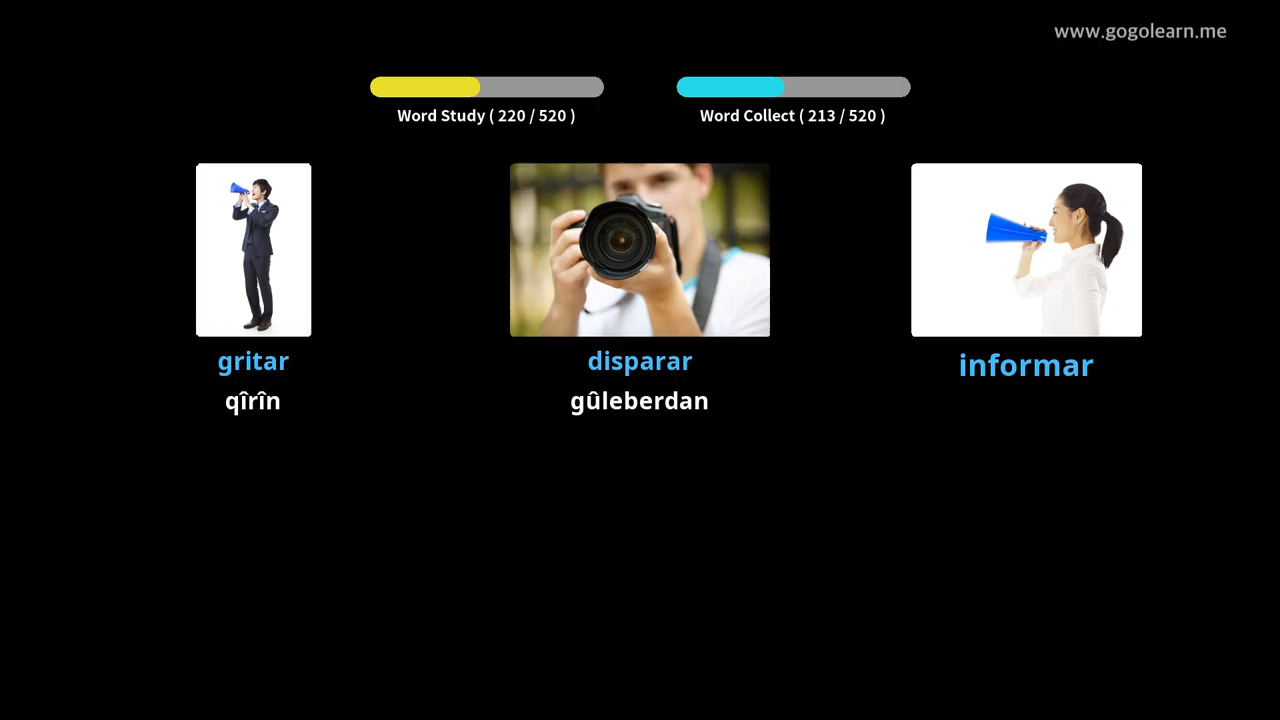 www.gogolearn.me
Word Study ( 220 / 520 )
Word Collect ( 213 / 520 )
gritar
qîrîn
disparar
gûleberdan
informar